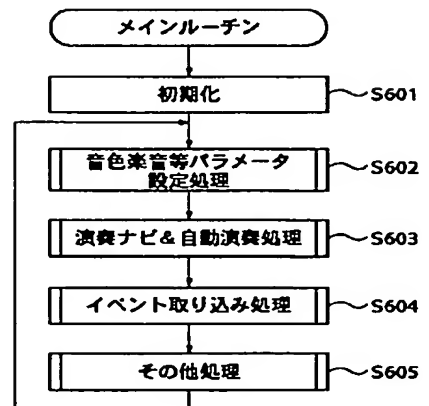 メインルーチン
初期化
S601
音色楽音等パラメータ
設定処理
S602
演奏ナビ&自動演奏処理
S603
イベント取り込み処理
S604
その他処理
S605